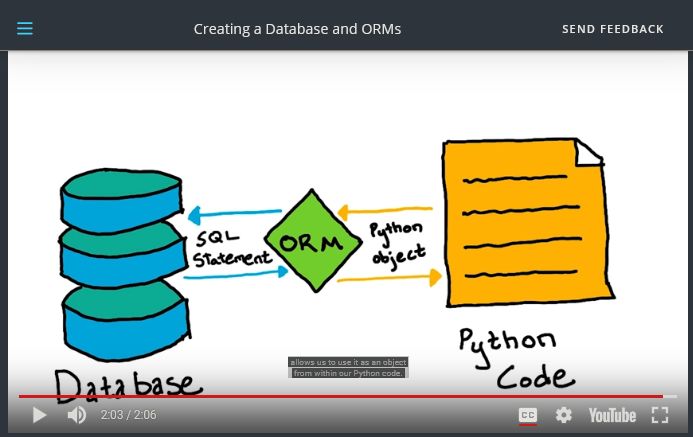 Creating a Database and ORMs
SEND FEEDBACK
SQL
Statement
ORM
Python
object
Python
Code
Database
allows us to use it as an object
from within our Python code.
2:03 / 2:06
CC
YouTube